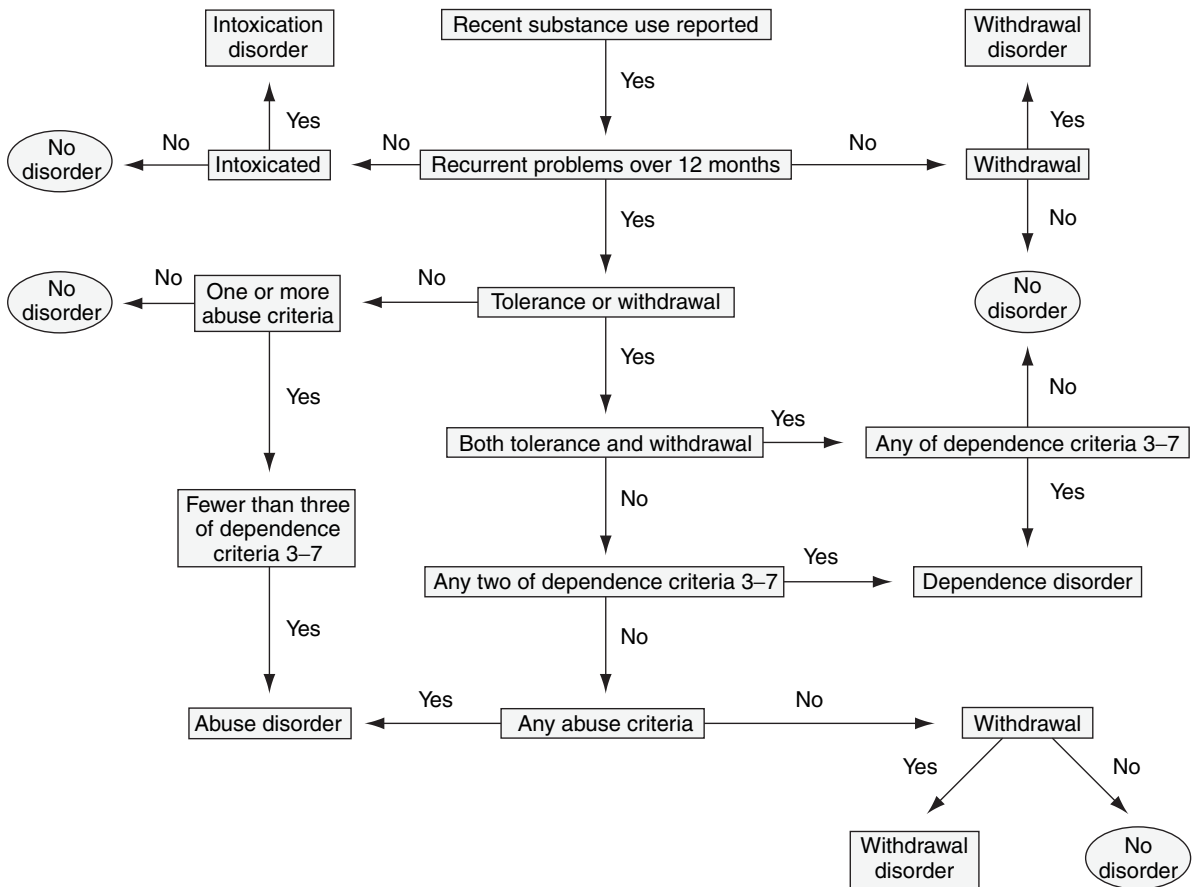 Intoxication
disorder
Recent substance use reported
Withdrawal
disorder
Yes
Yes
Yes
No
disorder
No
Intoxicated
No
Recurrent problems over 12 months
No
Withdrawal
Yes
No
No
disorder
No
One or more
abuse criteria
No
Tolerance or withdrawal
No
disorder
Yes
Yes
No
Both tolerance and withdrawal
Yes
Any of dependence criteria 3–7
Fewer than three
of dependence
criteria 3–7
No
Yes
Any two of dependence criteria 3–7
Yes
Dependence disorder
Yes
No
Abuse disorder
Yes
Any abuse criteria
No
Withdrawal
Yes
No
Withdrawal
disorder
No
disorder